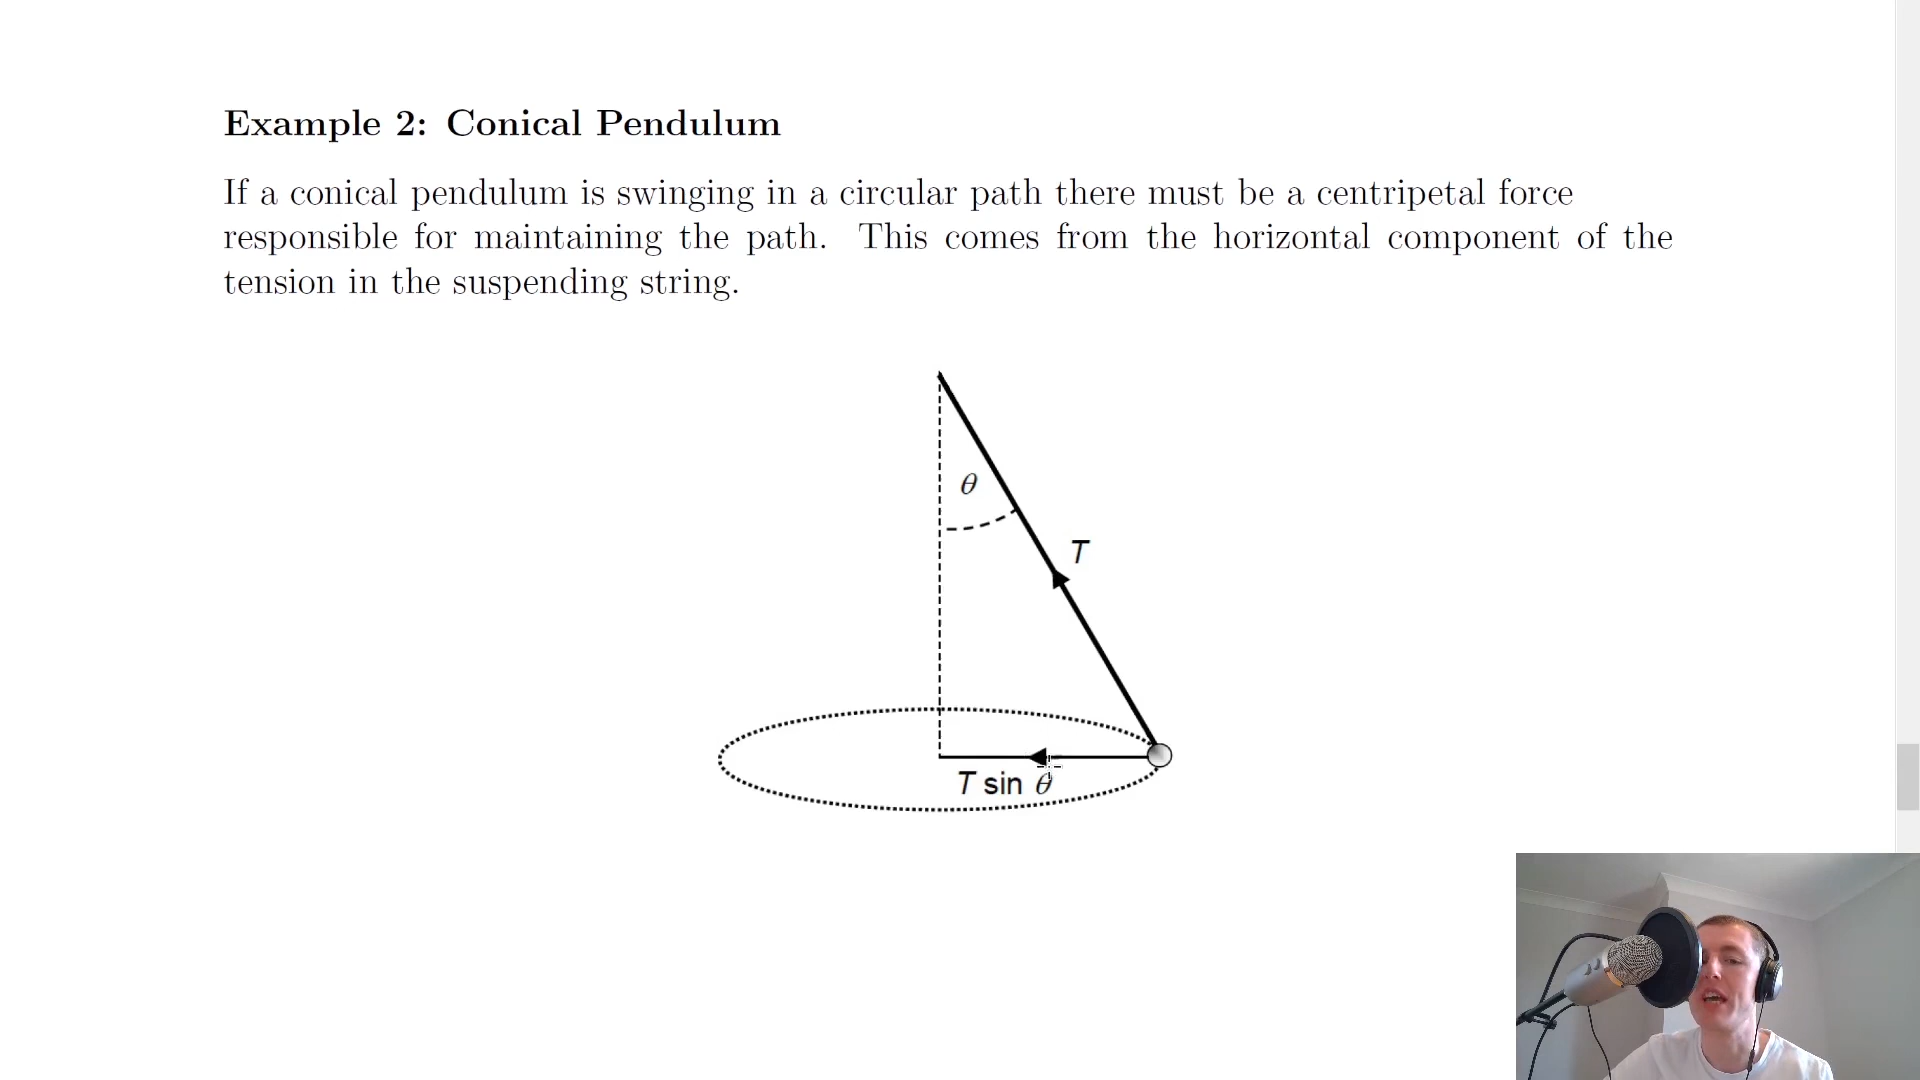 Example 2: Conical Pendulum
If a conical pendulum is swinging in a circular path there must be a centripetal force
responsible for maintaining the path. This comes from the horizontal component of the
tension in the suspending string.
θ
T
T sin θ